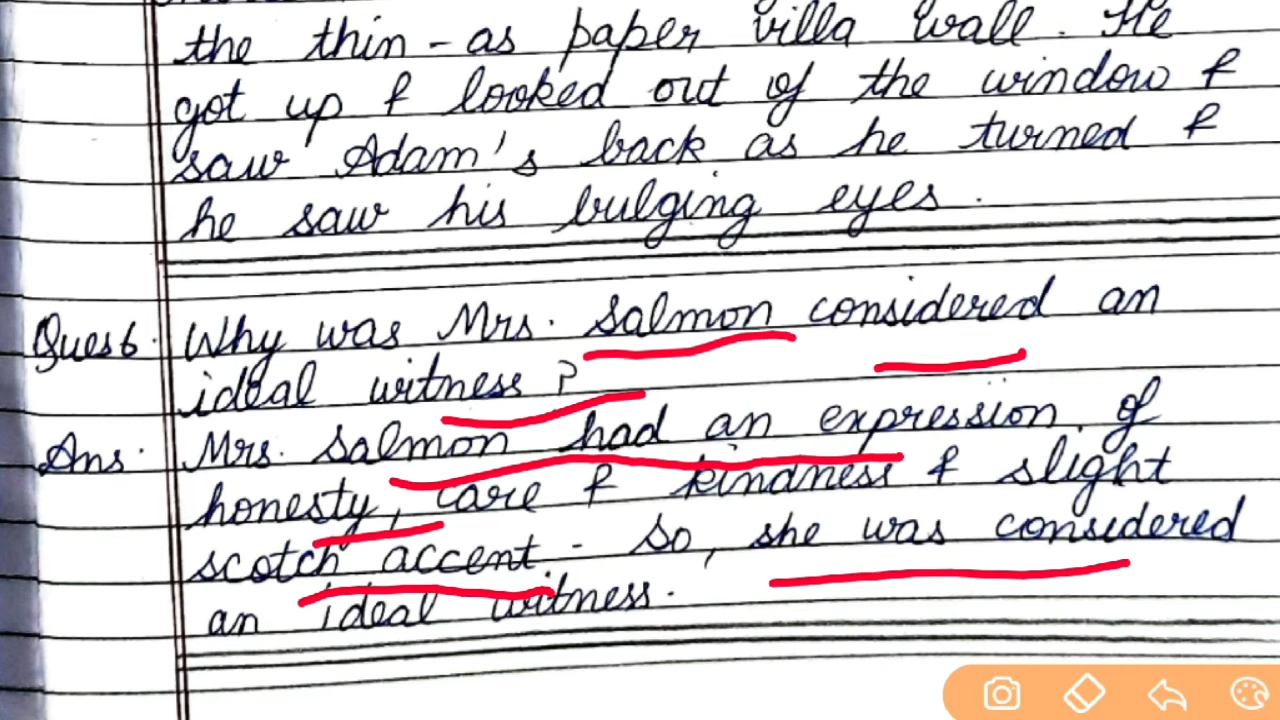 the thin - as paper villa wall. He
got up & looked out of the window &
saw Adam's back as he turned &
he saw his bulging eyes.
Ques6. Why was Mrs. Salmon considered an
ideal witness?
Ans. Mrs. Salmon had an expression of
honesty, care & kindness & slight
scotch accent. So, she was considered
an ideal witness.